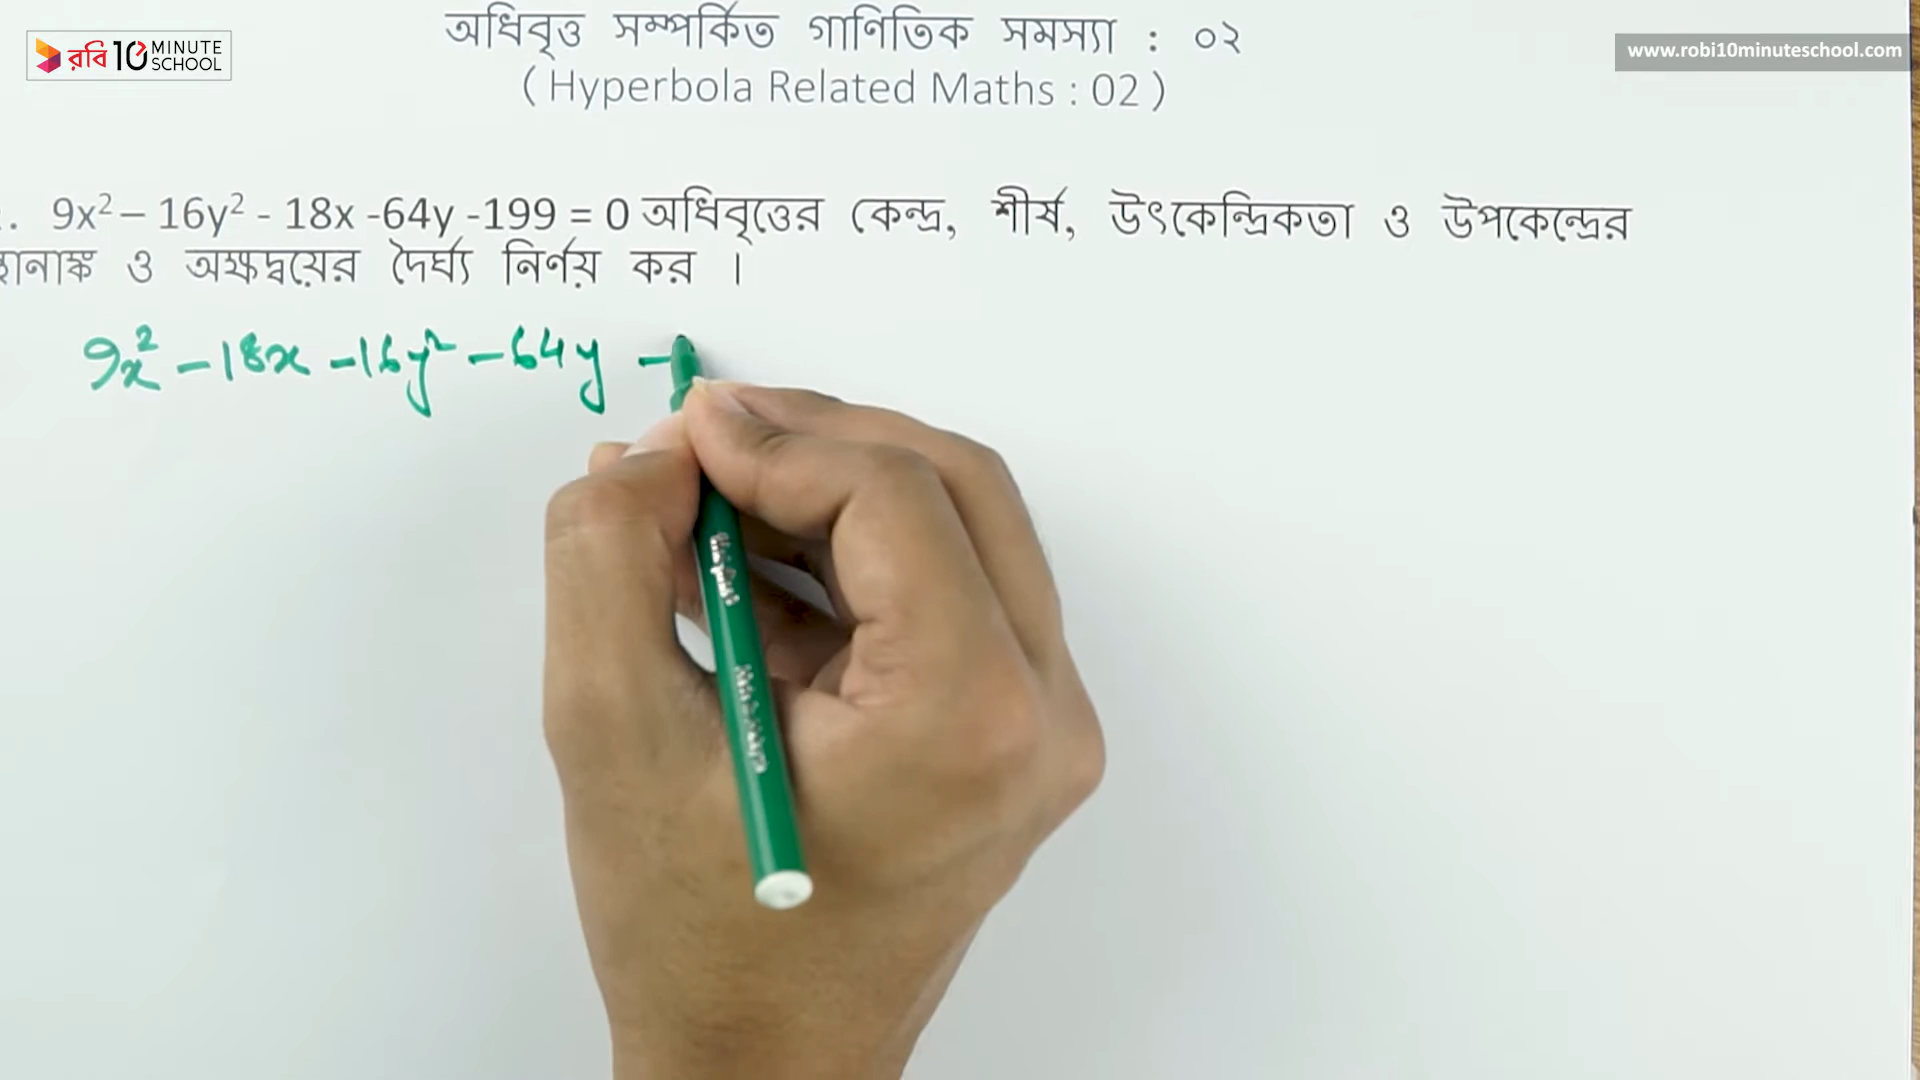 রবি 10 MINUTE SCHOOL
www.robi10minuteschool.com
অধিবৃত্ত সম্পর্কিত গাণিতিক সমস্যা : ০২
( Hyperbola Related Maths : 02 )
. 9x² – 16y² - 18x -64y -199 = 0 অধিবৃত্তের কেন্দ্র, শীর্ষ, উৎকেন্দ্রিকতা ও উপকেন্দ্রের
ও অক্ষদ্বয়ের দৈর্ঘ্য নির্ণয় কর ।
9x² - 18x - 16y² - 64y -